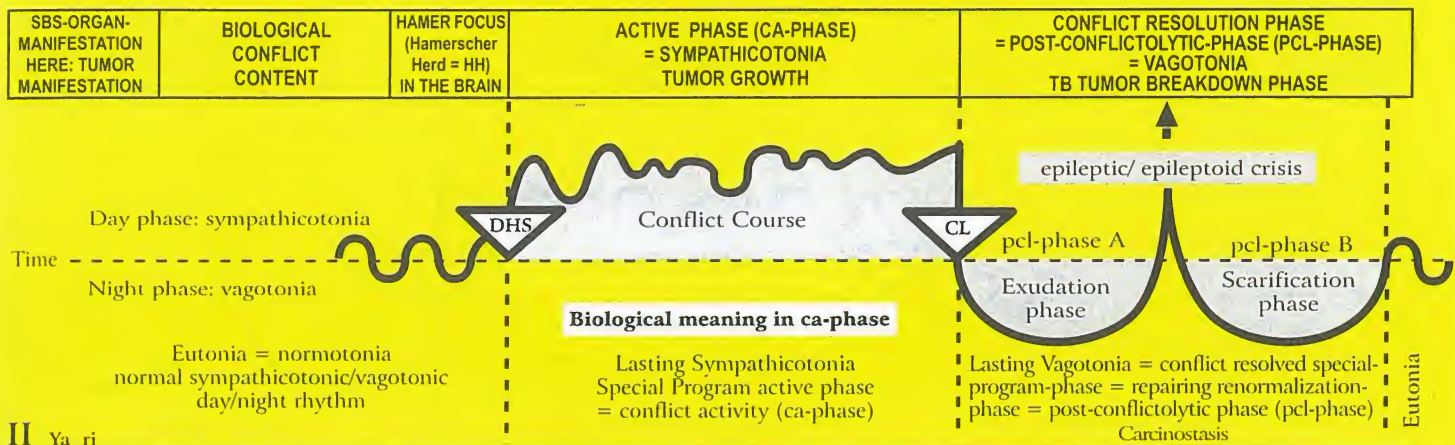 SBS-ORGAN-
MANIFESTATION
HERE: TUMOR
MANIFESTATION
BIOLOGICAL
CONFLICT
CONTENT
HAMER FOCUS
(Hamerscher
Herd = HH)
IN THE BRAIN
ACTIVE PHASE (CA-PHASE)
= SYMPATHICOTONIA
TUMOR GROWTH
CONFLICT RESOLUTION PHASE
= POST-CONFLICTOLYTIC-PHASE (PCL-PHASE)
= VAGOTONIA
TB TUMOR BREAKDOWN PHASE
epileptic/ epileptoid crisis
Day phase: sympathicotonia
DHS
Conflict Course
CL
pcl-phase A
pcl-phase B
Time
Night phase: vagotonia
Exudation
phase
Scarification
phase
Biological meaning in ca-phase
Eutonia = normotonia
normal sympathicotonic/vagotonic
day/night rhythm
Lasting Sympathicotonia
Special Program active phase
= conflict activity (ca-phase)
Lasting Vagotonia = conflict resolved special-
program-phase = repairing renormalization-
phase = post-conflictolytic phase (pcl-phase)
Carcinostasis
Eutonia
II Ya ri